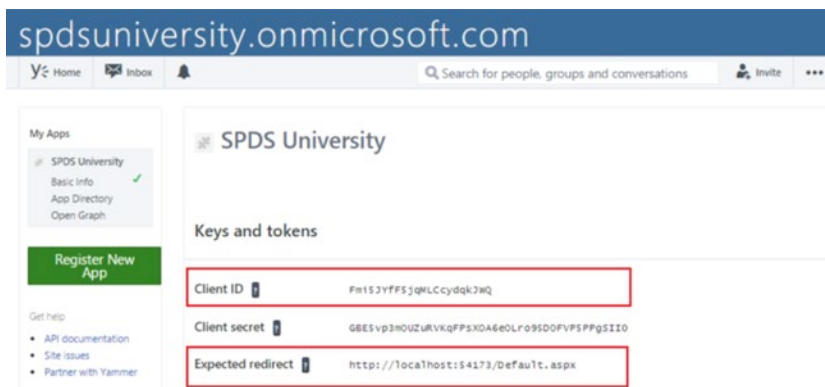 spdsuniversity.onmicrosoft.com
Home Inbox Search for people, groups and conversations Invite
My Apps
SPDS University
Basic Info
App Directory
Open Graph
Register New
App
Get help
API documentation
Site issues
Partner with Yammer
SPDS University
Keys and tokens
Client ID ? Fmi5JYfFSjqMLCcydqkJWQ
Client secret ?
Expected redirect ? http://localhost:54173/Default.aspx